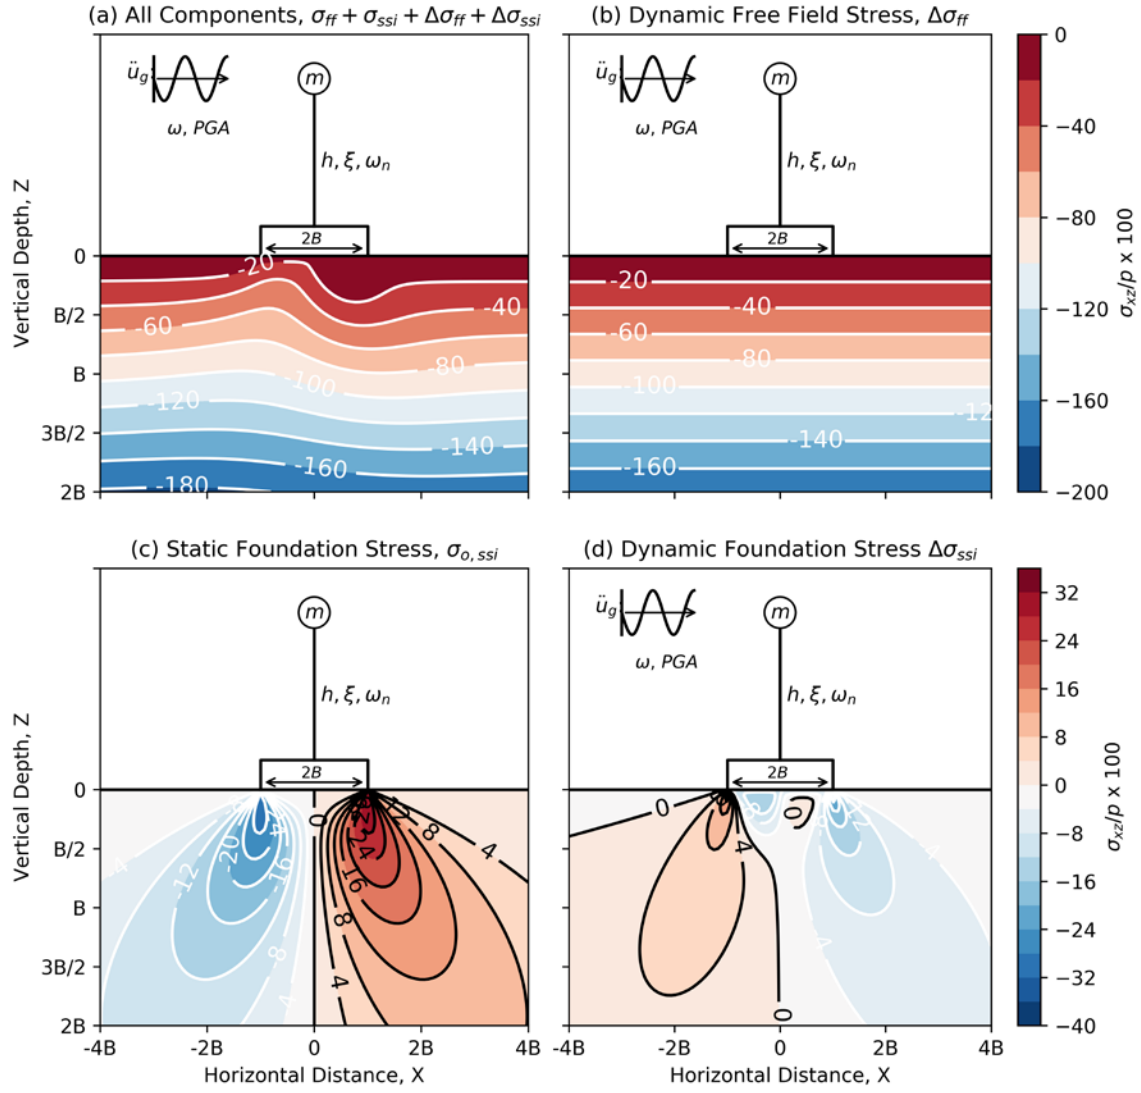 (a) All Components, σff + σssi + Δσff + Δσssi
(b) Dynamic Free Field Stress, Δσff
üg
ω, PGA
m
h, ξ, ωn
2B
üg
ω, PGA
m
h, ξ, ωn
2B
Vertical Depth, Z
0
B/2
B
3B/2
2B
-20
-40
-60
-80
-100
-120
-140
-160
-180
-20
-40
-60
-80
-100
-12
-140
-160
0
−40
−80
−120
−160
−200
σxz/p x 100
(c) Static Foundation Stress, σo,ssi
(d) Dynamic Foundation Stress Δσssi
m
h, ξ, ωn
2B
üg
ω, PGA
m
h, ξ, ωn
2B
Vertical Depth, Z
0
B/2
B
3B/2
2B
-4
-12
-20
-16
-8
-4
0
8
4
16
8
4
0
4
0
-4
0
32
24
16
8
0
−8
−16
−24
−32
−40
σxz/p x 100
-4B
-2B
0
2B
4B
-4B
-2B
0
2B
4B
Horizontal Distance, X
Horizontal Distance, X